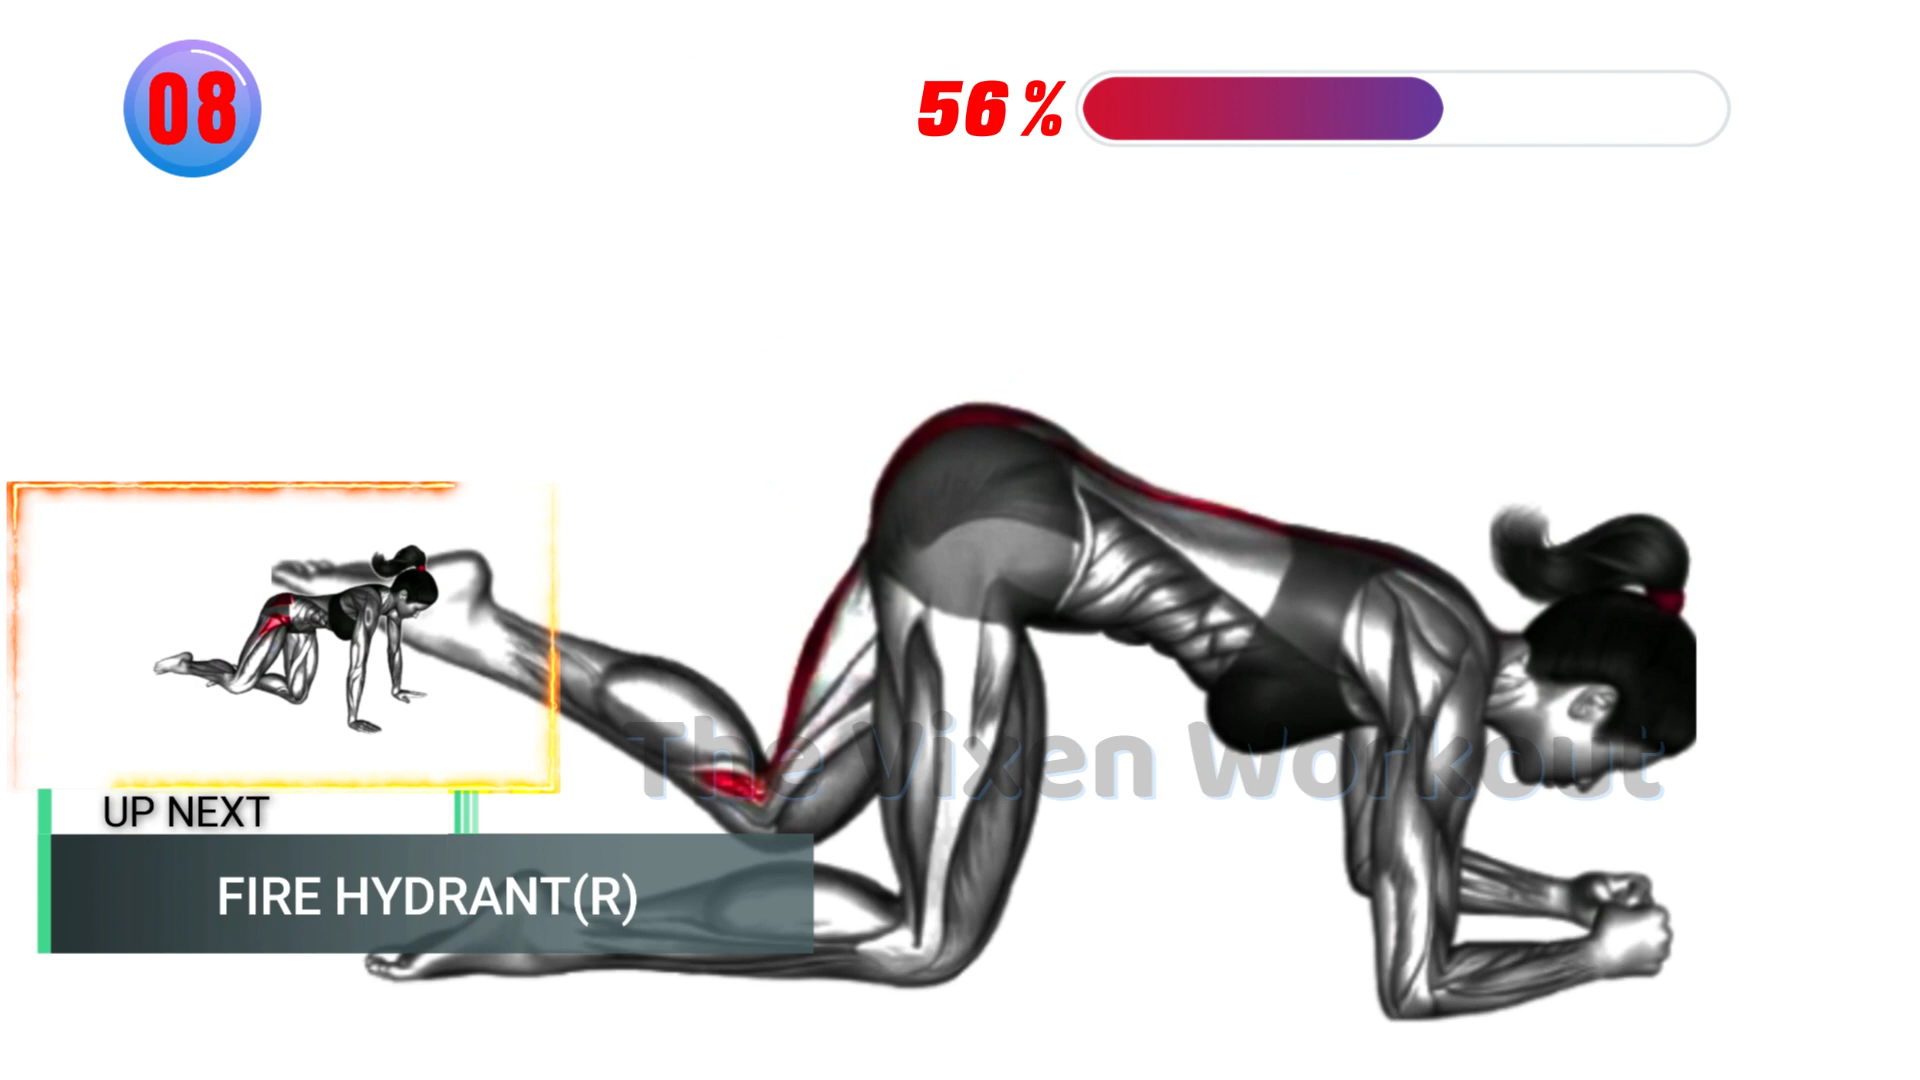 08
56%
The Vixen Workout
UP NEXT
FIRE HYDRANT(R)